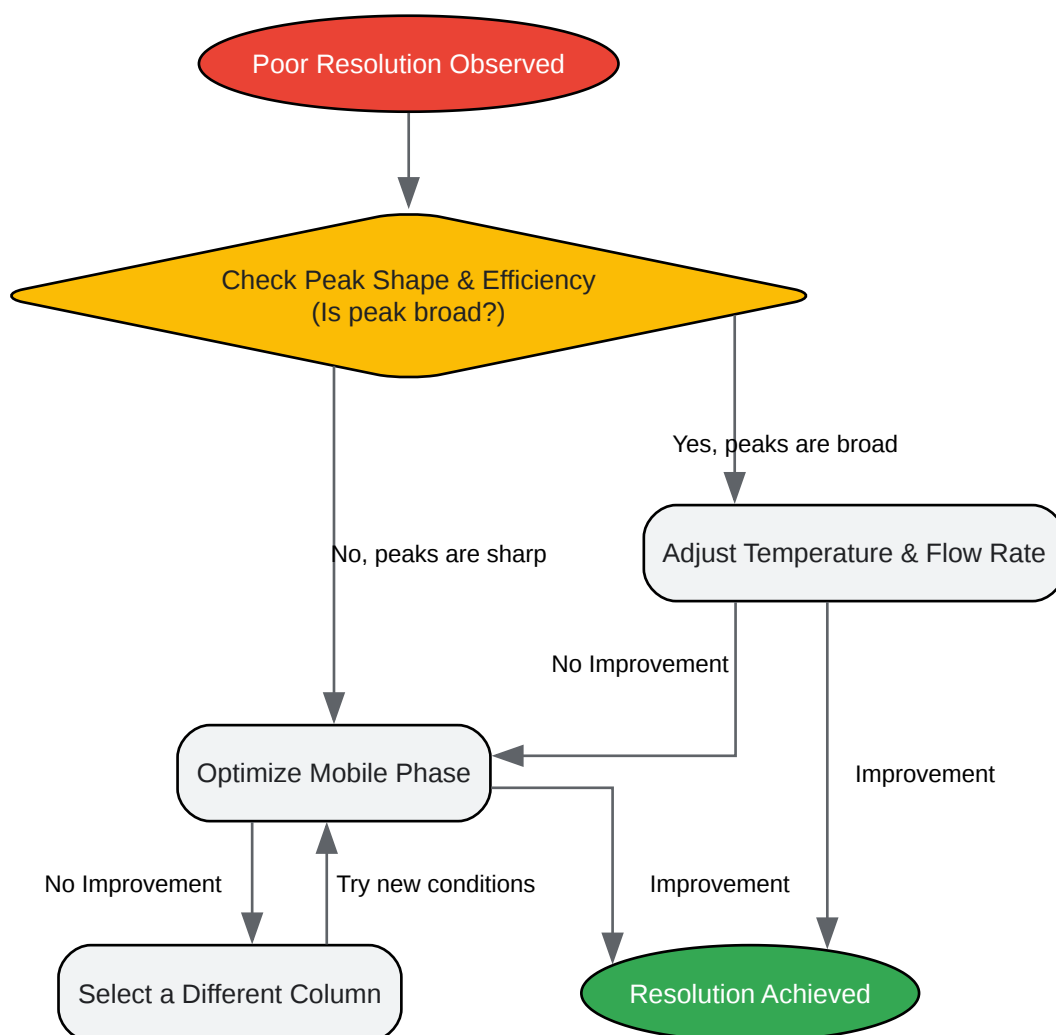 Poor Resolution Observed
Check Peak Shape & Efficiency
(Is peak broad?)
Yes, peaks are broad
No, peaks are sharp
Adjust Temperature & Flow Rate
No Improvement
Optimize Mobile Phase
Improvement
No Improvement
Try new conditions
Improvement
Select a Different Column
Resolution Achieved